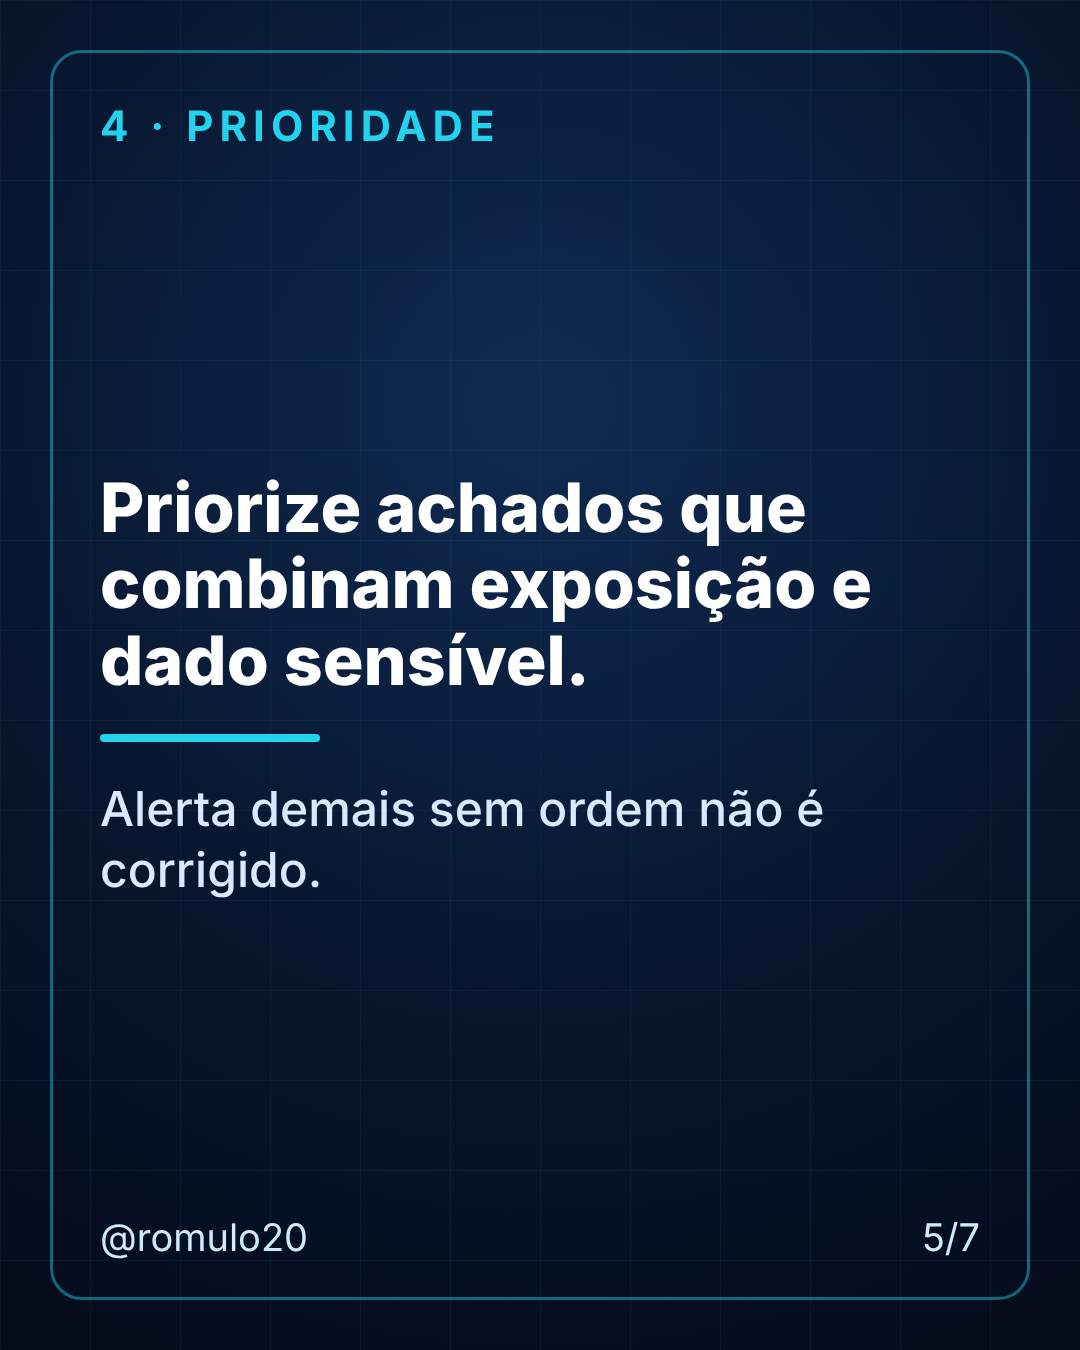 4 · PRIORIDADE
Priorize achados que
combinam exposição e
dado sensível.
Alerta demais sem ordem não é
corrigido.
@romulo20
5/7